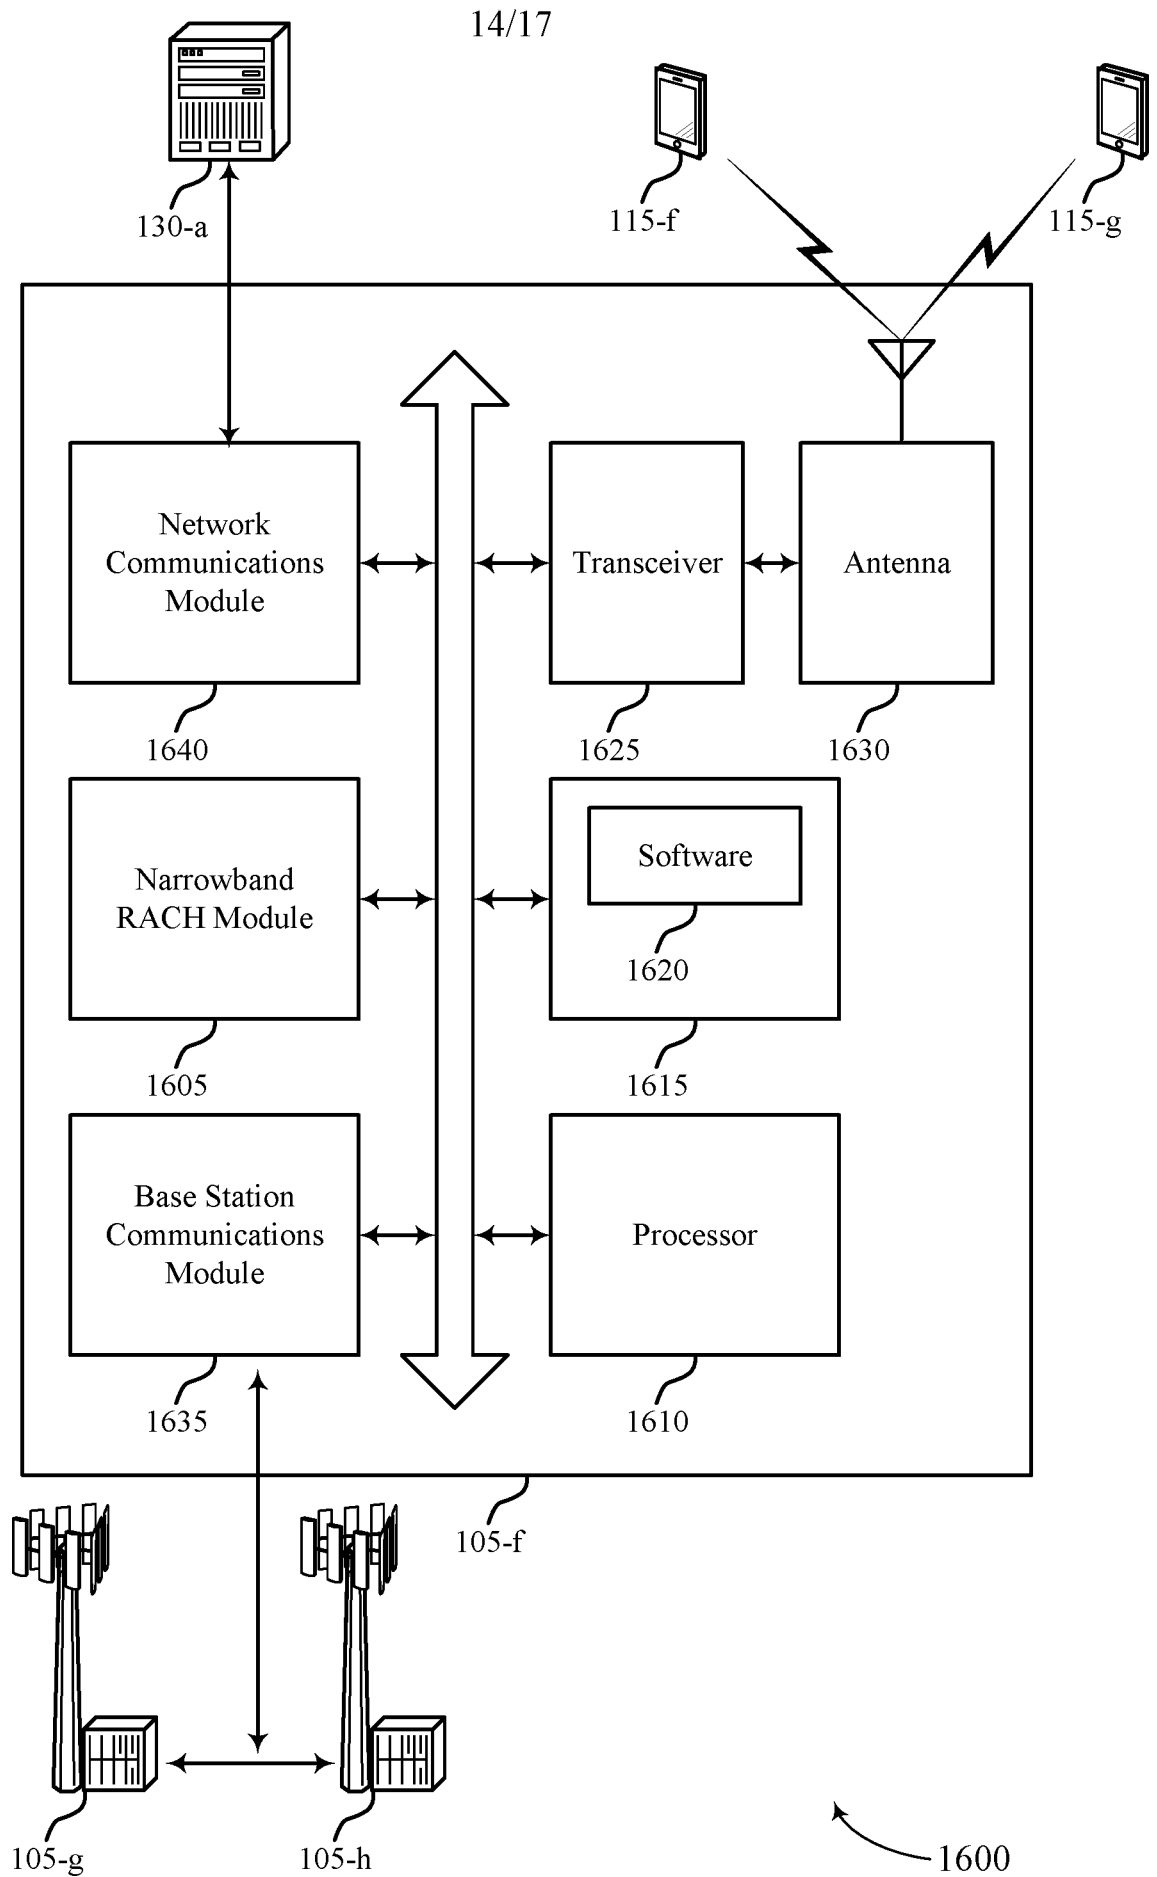 14/17
130-a
115-f
115-g
Network
Communications
Module
Transceiver
Antenna
1640
1625
1630
Narrowband
RACH Module
Software
1620
1605
1615
Base Station
Communications
Module
Processor
1635
1610
105-f
105-g
105-h
1600